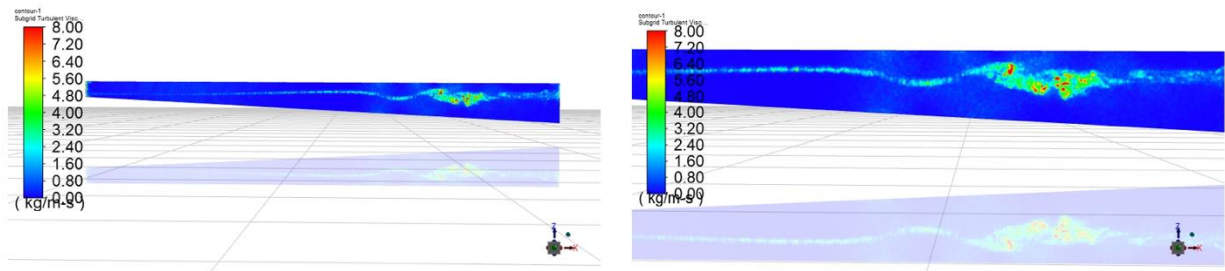 contour-1
Subgrid Turbulent Visc...
8.00
7.20
6.40
5.60
4.80
4.00
3.20
2.40
1.60
0.80
0.00
( kg/m-s )
Z
X
contour-1
Subgrid Turbulent Visc...
8.00
7.20
6.40
5.60
4.80
4.00
3.20
2.40
1.60
0.80
0.00
( kg/m-s )
Z
X